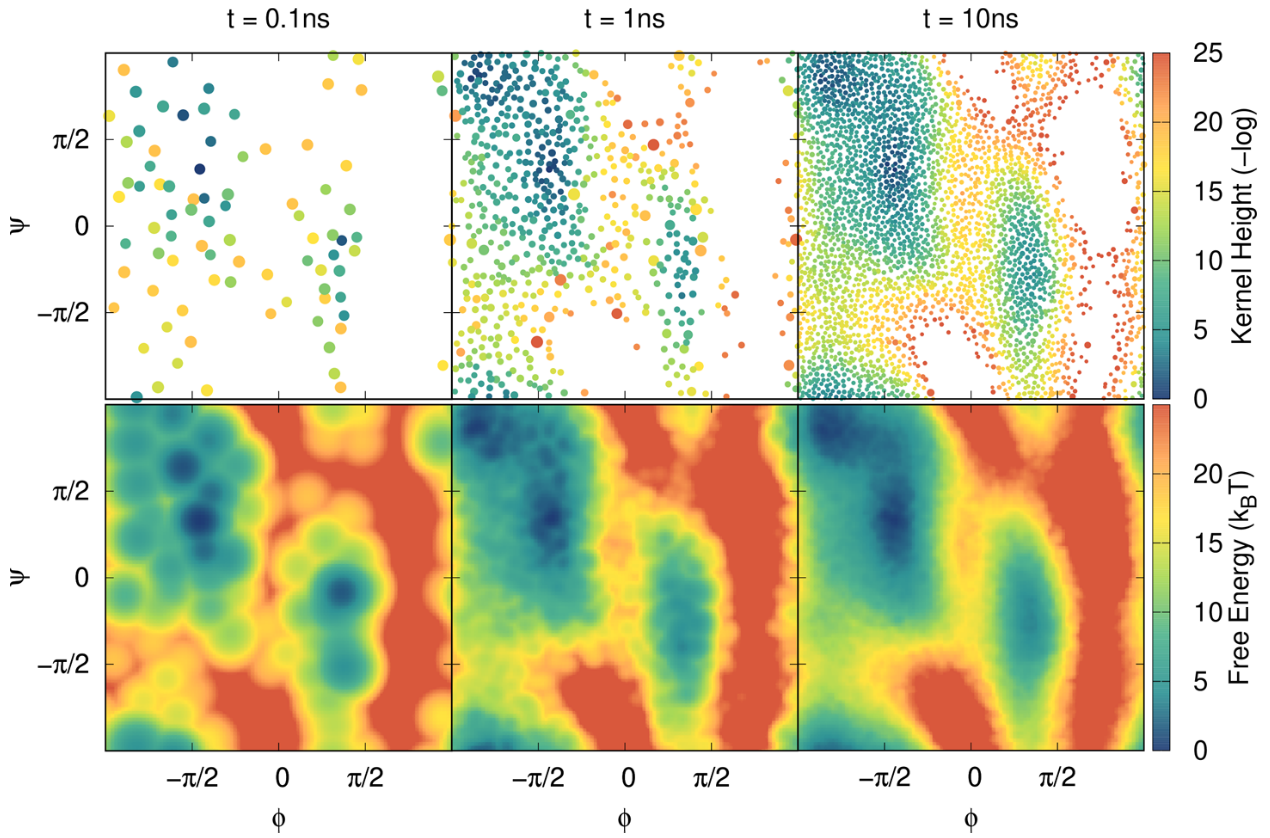 t = 0.1ns
t = 1ns
t = 10ns
ψ
π/2
0
−π/2
25
20
15
10
5
0
Kernel Height (−log)
ψ
π/2
0
−π/2
20
15
10
5
0
Free Energy (kBT)
−π/2
0
π/2
−π/2
0
π/2
−π/2
0
π/2
ϕ
ϕ
ϕ